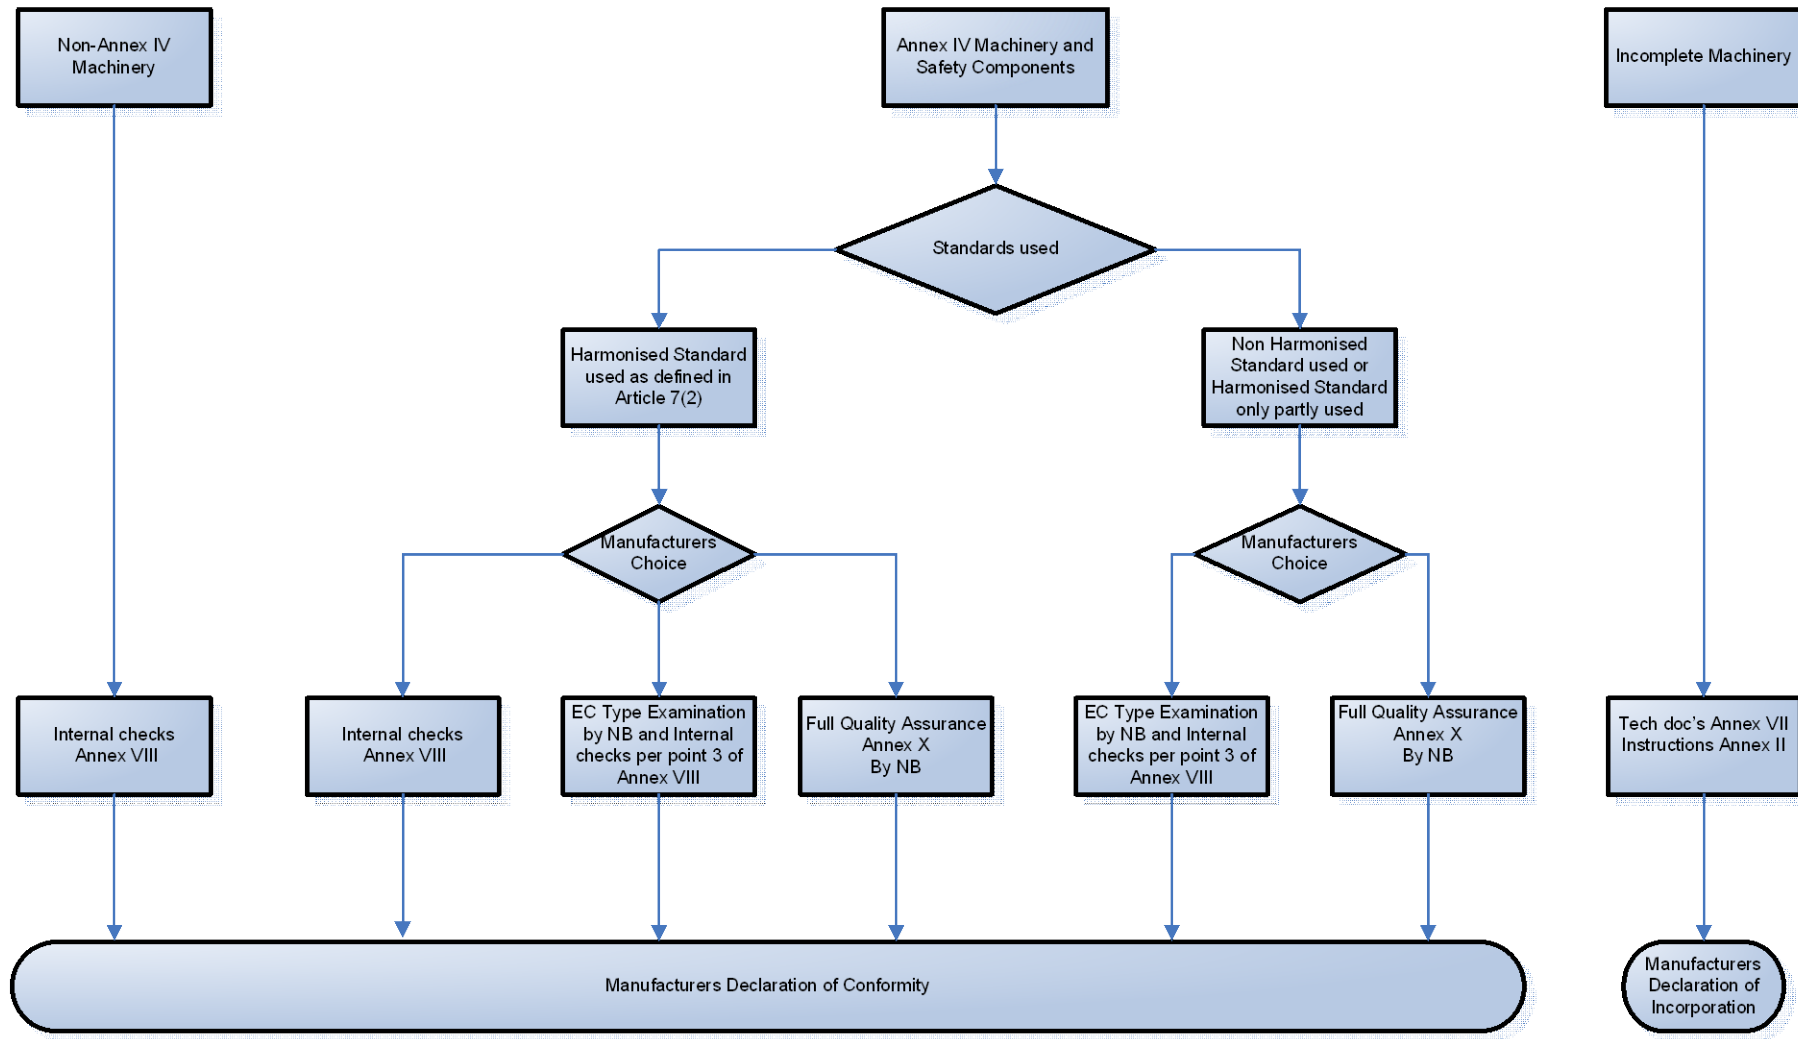 Non-Annex IV
Machinery
Annex IV Machinery and
Safety Components
Incomplete Machinery
Standards used
Harmonised Standard
used as defined in
Article 7(2)
Non Harmonised
Standard used or
Harmonised Standard
only partly used
Manufacturers
Choice
Manufacturers
Choice
Internal checks
Annex VIII
Internal checks
Annex VIII
EC Type Examination
by NB and Internal
checks per point 3 of
Annex VIII
Full Quality Assurance
Annex X
By NB
EC Type Examination
by NB and Internal
checks per point 3 of
Annex VIII
Full Quality Assurance
Annex X
By NB
Tech doc's Annex VII
Instructions Annex II
Manufacturers Declaration of Conformity
Manufacturers
Declaration of
Incorporation